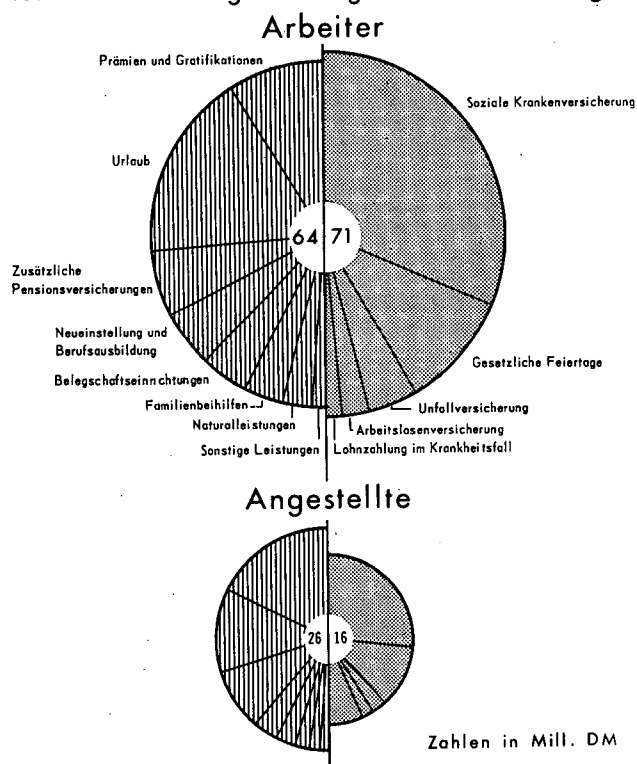 Arbeiter
Prämien und Gratifikationen
Soziale Krankenversicherung
Urlaub
64 71
Zusätzliche
Pensionsversicherungen
Neueinstellung und
Berufsausbildung
Gesetzliche Feiertage
Belegschaftseinrichtungen
Familienbeihilfen
Unfallversicherung
Naturalleistungen
Arbeitslosenversicherung
Sonstige Leistungen
Lohnzahlung im Krankheitsfall
Angestellte
26 16
Zahlen in Mill. DM